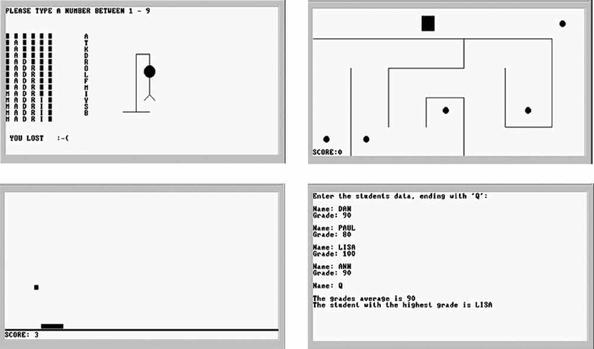 PLEASE TYPE A NUMBER BETWEEN 1 - 9
A
A T
A K
A D
A D R
A D R O
A D R L
A D R F
A D R M
M A D R I
M A D R I Y
M A D R I S
M A D R I B
YOU LOST :-(
SCORE:0
SCORE: 3
Enter the students data, ending with 'Q':
Name: DAN
Grade: 90
Name: PAUL
Grade: 80
Name: LISA
Grade: 100
Name: ANN
Grade: 90
Name: Q
The grades average is 90
The student with the highest grade is LISA